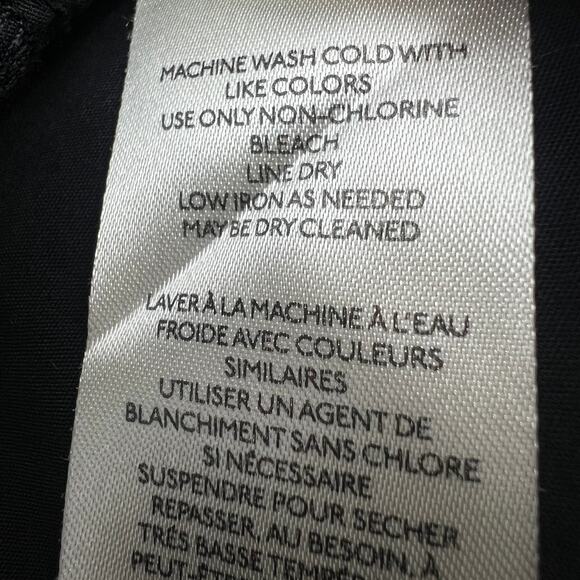 MACHINE WASH COLD WITH
LIKE COLORS
USE ONLY NON-CHLORINE
BLEACH
LINE DRY
LOW IRON AS NEEDED
MAY BE DRY CLEANED
LAVER À LA MACHINE À L'EAU
FROIDE AVEC COULEURS
SIMILAIRES
UTILISER UN AGENT DE
BLANCHIMENT SANS CHLORE
SI NÉCESSAIRE
SUSPENDRE POUR SECHER
REPASSER, AU BESOIN, À
TRÉS BASSE